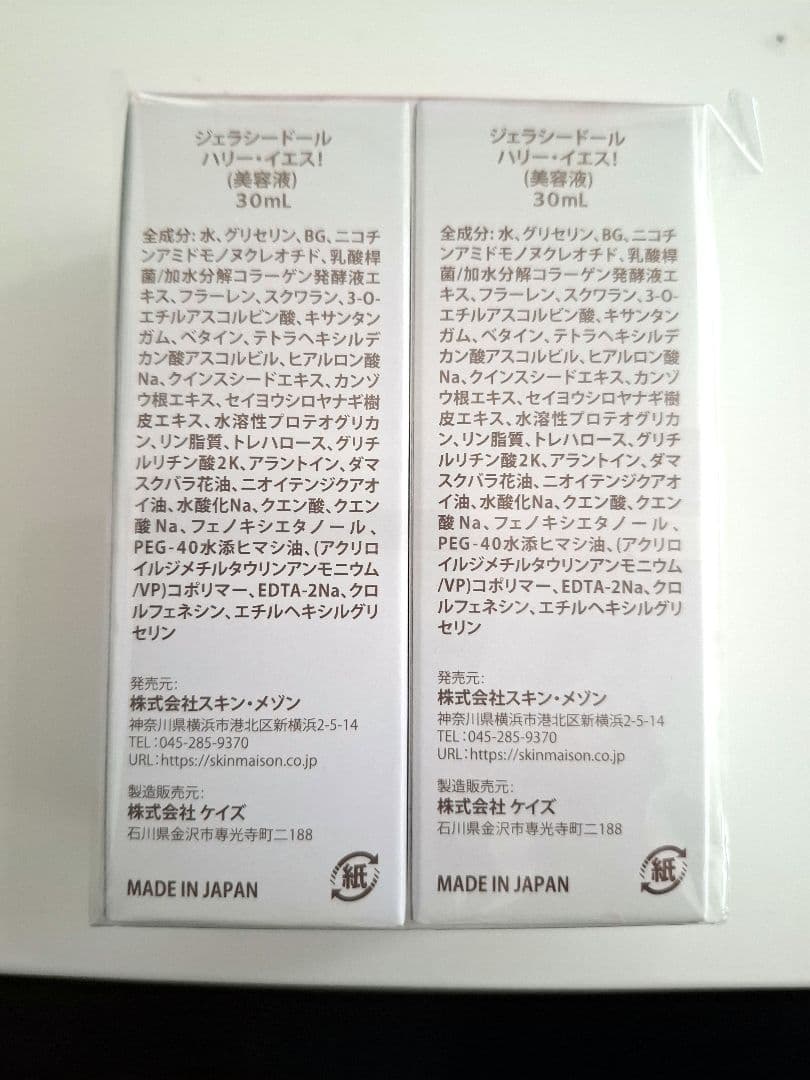 ジェラシードール
ハリー・イエス!
(美容液)
30mL
全成分:水、グリセリン、BG、ニコチ
ンアミドモノヌクレオチド、乳酸桿
菌/加水分解コラーゲン発酵液エ
キス、フラーレン、スクワラン、3-O-
エチルアスコルビン酸、キサンタン
ガム、ベタイン、テトラヘキシルデ
カン酸アスコルビル、ヒアルロン酸
Na、クインスシードエキス、カンゾ
ウ根エキス、セイヨウシロヤナギ樹
皮エキス、水溶性プロテオグリカ
ン、リン脂質、トレハロース、グリチ
ルリチン酸2K、アラントイン、ダマ
スクバラ花油、ニオイテンジクアオ
イ油、水酸化Na、クエン酸、クエン
酸Na、フェノキシエタノール、
PEG-40水添ヒマシ油、(アクリロ
イルジメチルタウリンアンモニウム
/VP)コポリマー、EDTA-2Na、クロ
ルフェネシン、エチルヘキシルグリ
セリン
発売元:
株式会社スキン・メゾン
神奈川県横浜市港北区新横浜2-5-14
TEL:045-285-9370
URL:https://skinmaison.co.jp
製造販売元:
株式会社 ケイズ
石川県金沢市専光寺町二188
MADE IN JAPAN
紙
ジェラシードール
ハリー・イエス!
(美容液)
30mL
全成分:水、グリセリン、BG、ニコチ
ンアミドモノヌクレオチド、乳酸桿
菌/加水分解コラーゲン発酵液エ
キス、フラーレン、スクワラン、3-O-
エチルアスコルビン酸、キサンタン
ガム、ベタイン、テトラヘキシルデ
カン酸アスコルビル、ヒアルロン酸
Na、クインスシードエキス、カンゾ
ウ根エキス、セイヨウシロヤナギ樹
皮エキス、水溶性プロテオグリカ
ン、リン脂質、トレハロース、グリチ
ルリチン酸2K、アラントイン、ダマ
スクバラ花油、ニオイテンジクアオ
イ油、水酸化Na、クエン酸、クエン
酸Na、フェノキシエタノール、
PEG-40水添ヒマシ油、(アクリロ
イルジメチルタウリンアンモニウム
/VP)コポリマー、EDTA-2Na、クロ
ルフェネシン、エチルヘキシルグリ
セリン
発売元:
株式会社スキン・メゾン
神奈川県横浜市港北区新横浜2-5-14
TEL:045-285-9370
URL:https://skinmaison.co.jp
製造販売元:
株式会社 ケイズ
石川県金沢市専光寺町二188
MADE IN JAPAN
紙